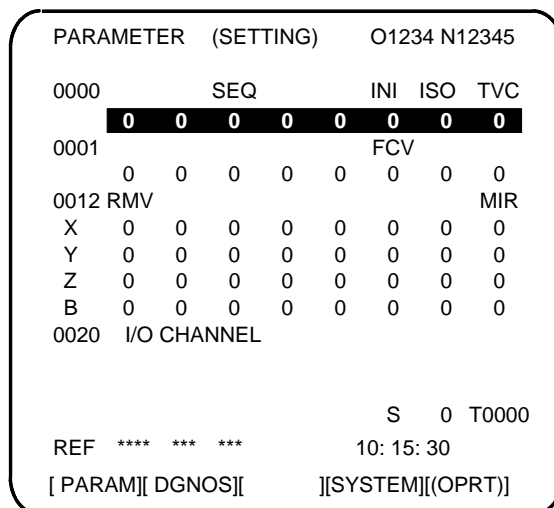 PARAMETER (SETTING) O1234 N12345
0000 SEQ INI ISO TVC
0 0 0 0 0 0 0 0
0001 FCV
0 0 0 0 0 0 0 0
0012 RMV MIR
X 0 0 0 0 0 0 0 0
Y 0 0 0 0 0 0 0 0
Z 0 0 0 0 0 0 0 0
B 0 0 0 0 0 0 0 0
0020 I/O CHANNEL
S 0 T0000
REF **** *** *** 10: 15: 30
[ PARAM][ DGNOS][ ][SYSTEM][(OPRT)]